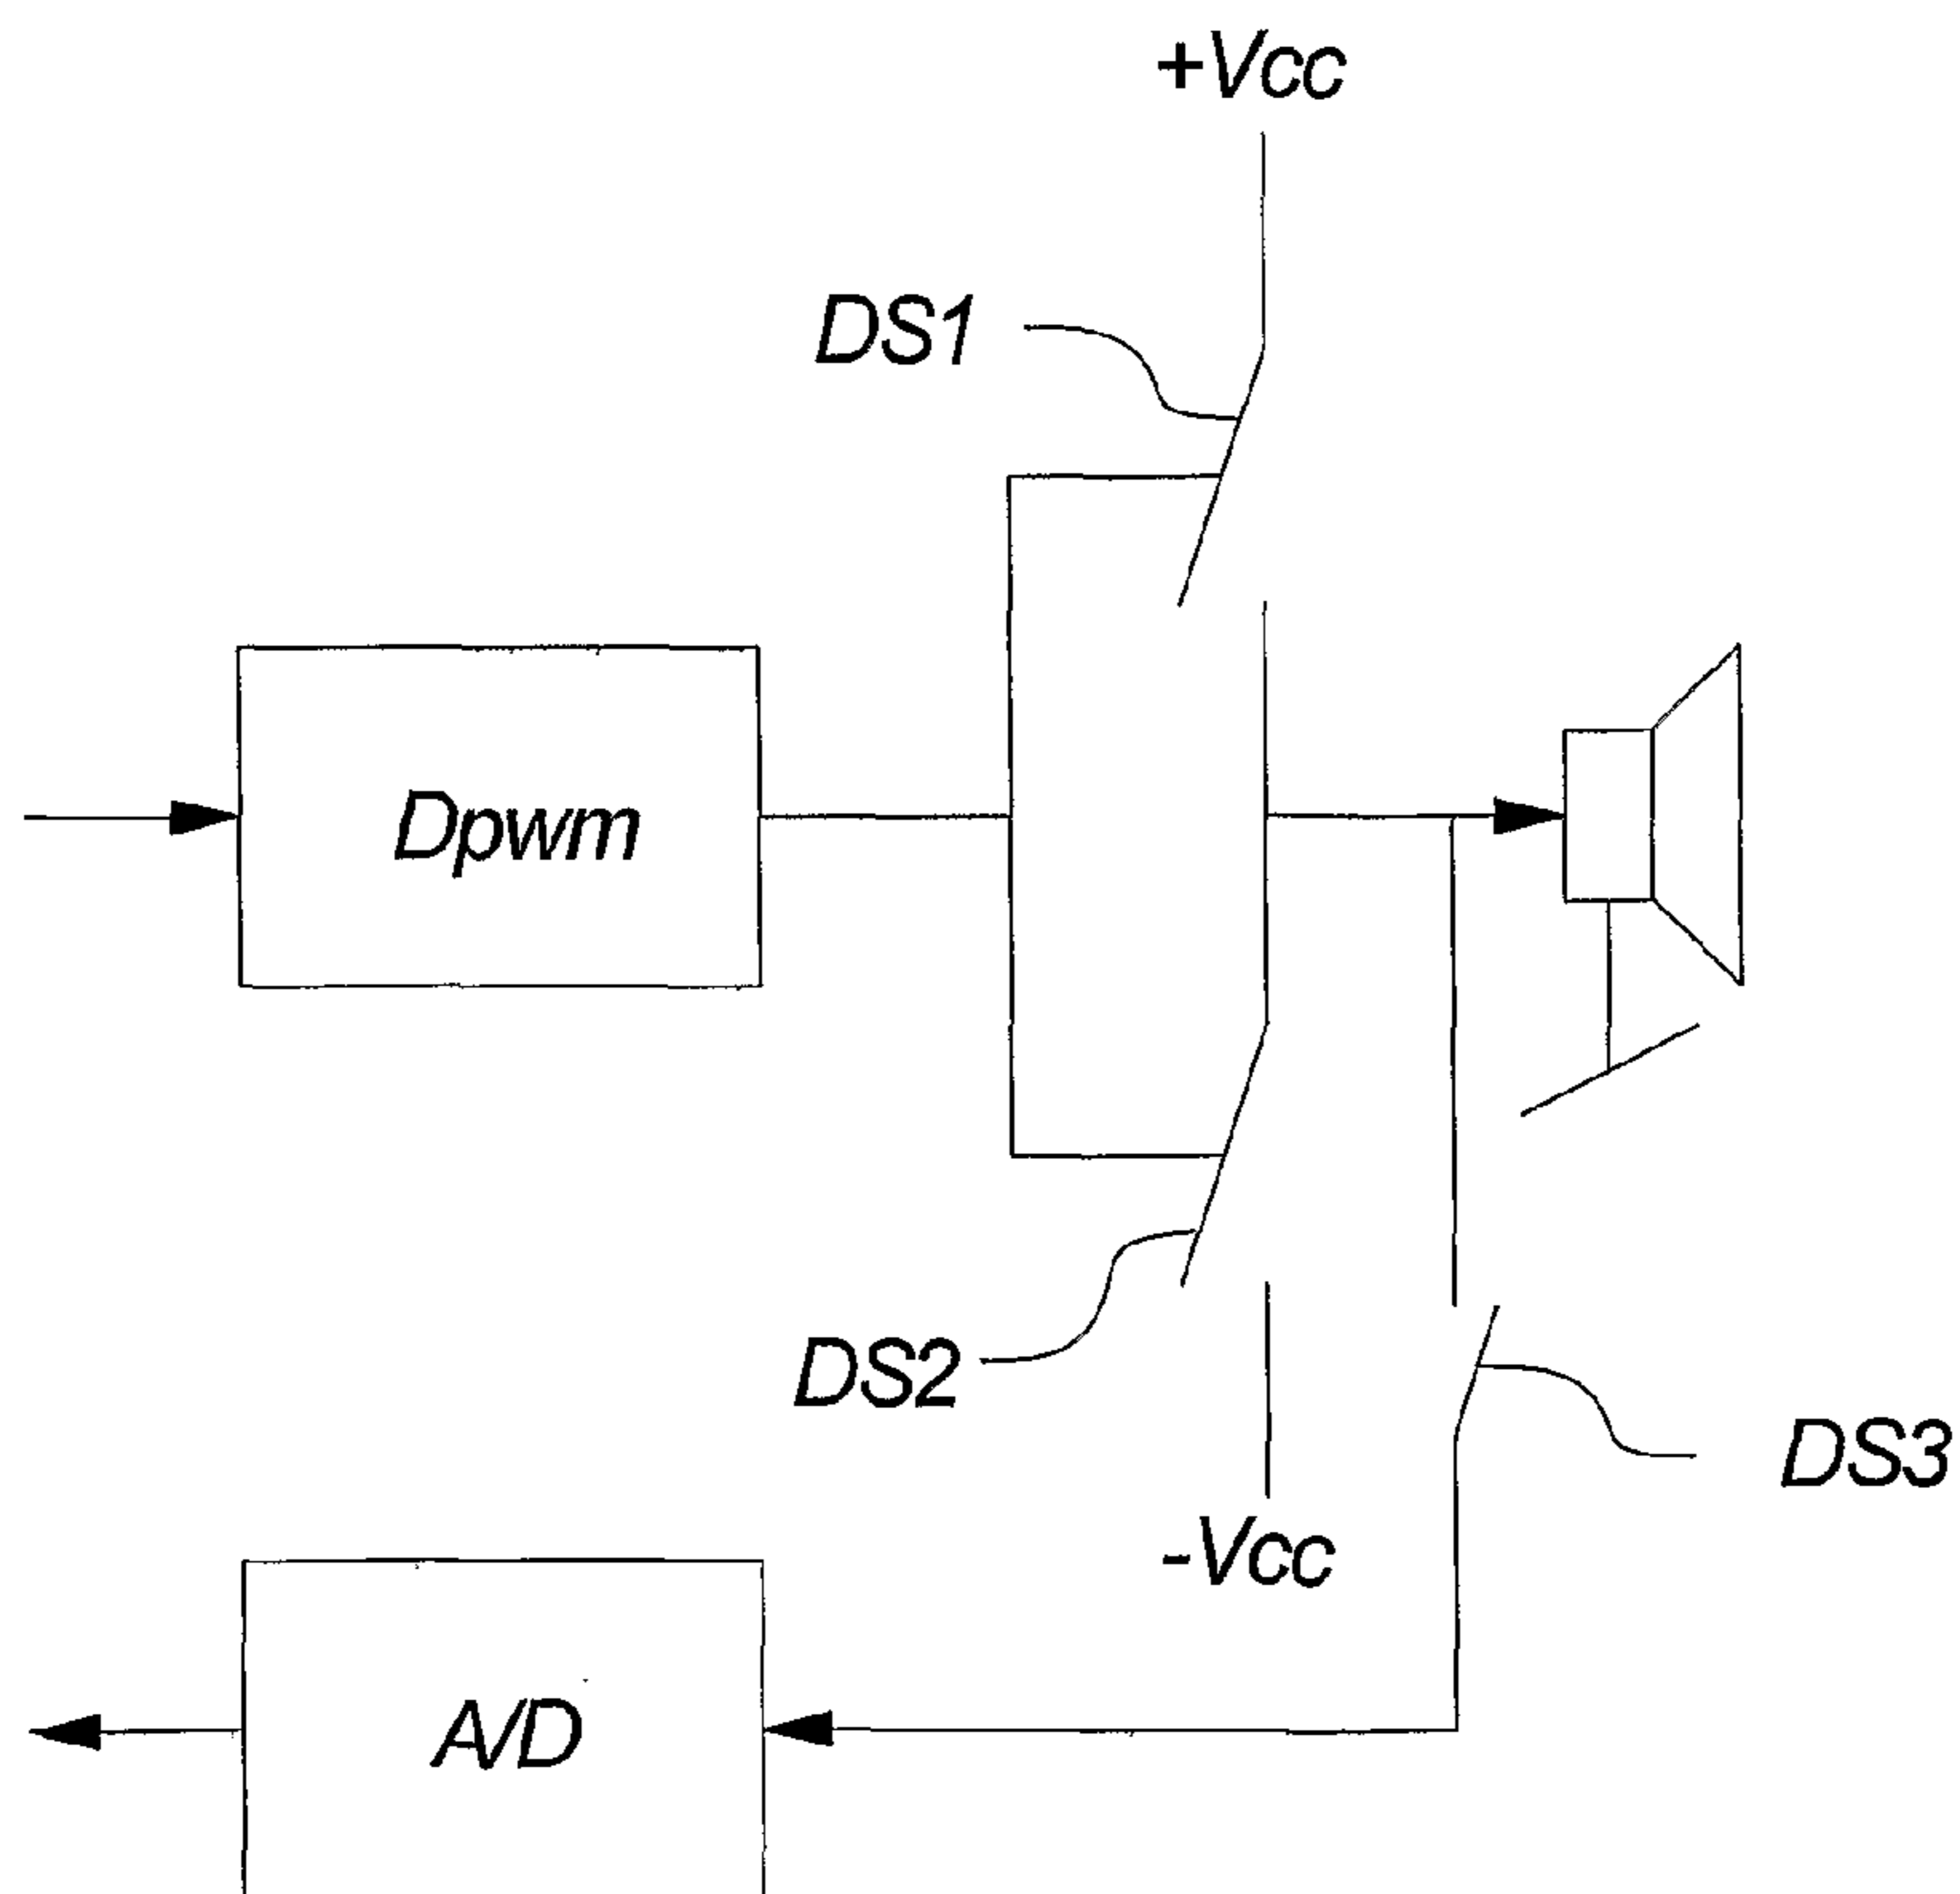 +Vcc
DS1
Dpwm
DS2
DS3
-Vcc
A/D